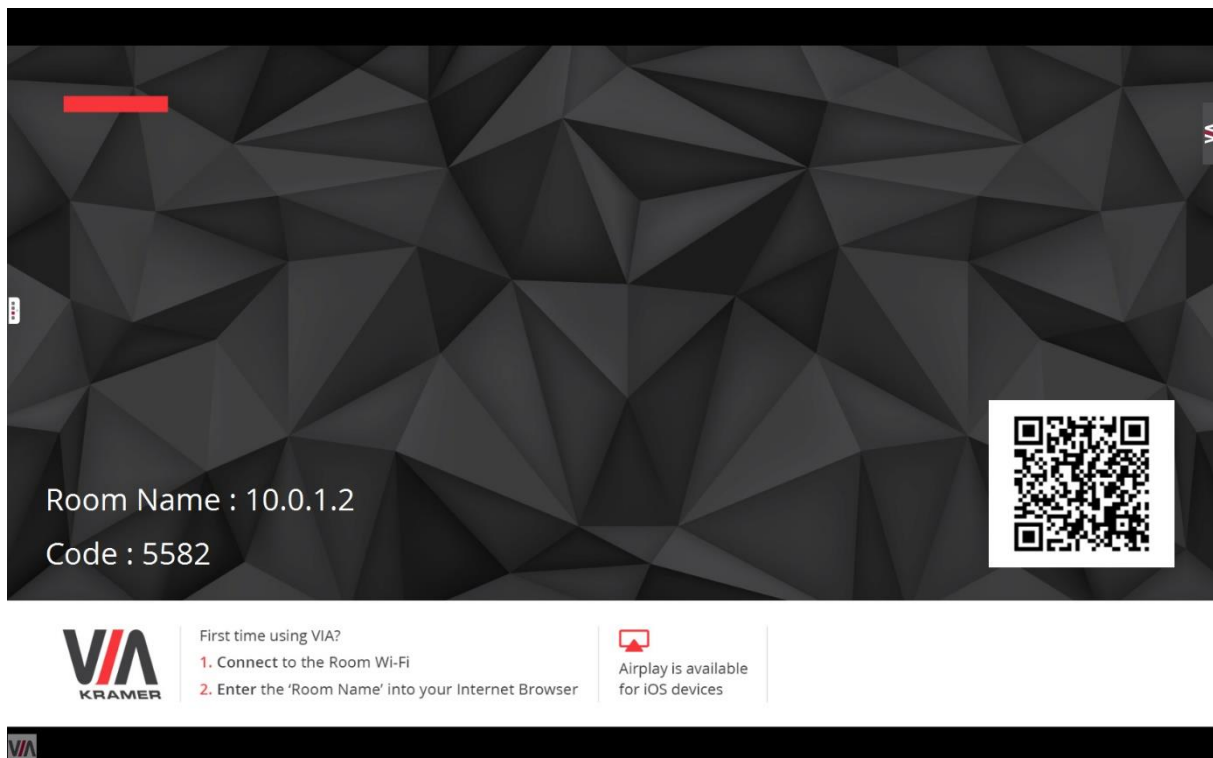 Room Name : 10.0.1.2
Code : 5582
VIA
KRAMER
First time using VIA?
1. Connect to the Room Wi-Fi
2. Enter the 'Room Name' into your Internet Browser
Airplay is available
for iOS devices
VIA